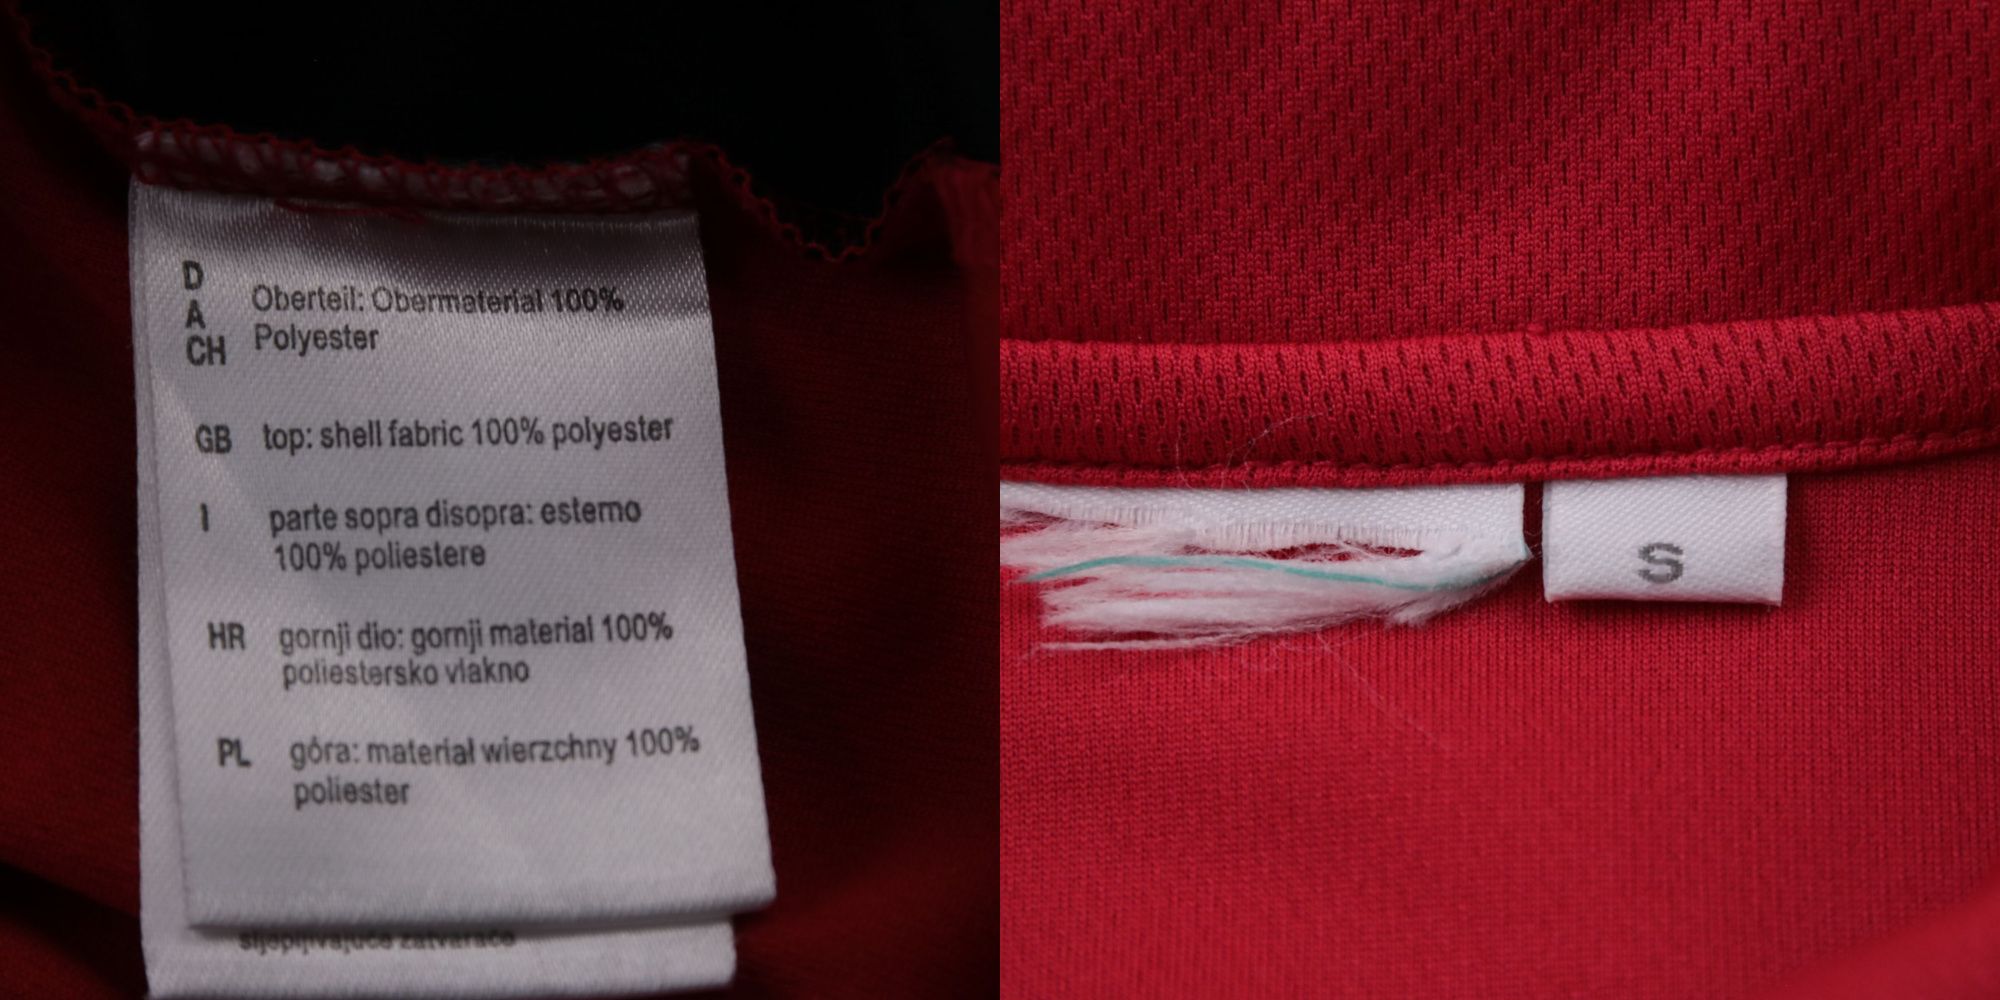 D
A
CH
Oberteil: Obermaterial 100%
Polyester
GB top: shell fabric 100% polyester
I parte sopra disopra: esterno
100% poliestere
HR gornji dio: gornji material 100%
poliestersko vlakno
PL góra: materiał wierzchny 100%
poliester
zatvarače
S